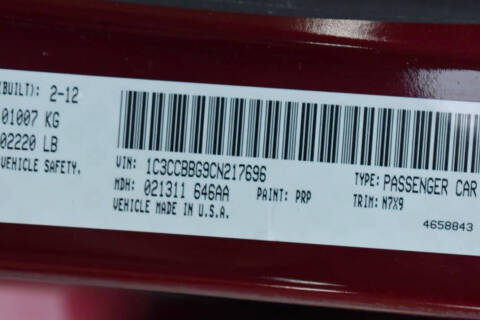 (BUILT): 2-12
01007 KG
02220 LB
VEHICLE SAFETY.
VIN: 1C3CCBBG9CN217696
MDH: 021311 646AA PAINT: PRP
VEHICLE MADE IN U.S.A.
TYPE: PASSENGER CAR
TRIM: N7X9
4658843